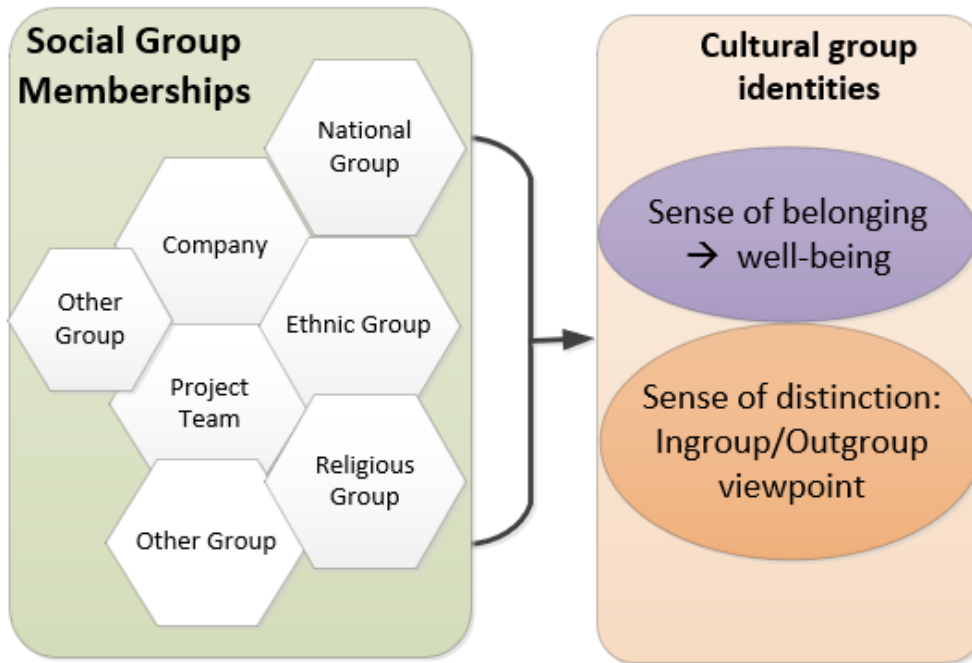 Social Group
Memberships
National
Group
Company
Other
Group
Ethnic Group
Project
Team
Religious
Group
Other Group
Cultural group
identities
Sense of belonging
→ well-being
Sense of distinction:
Ingroup/Outgroup
viewpoint